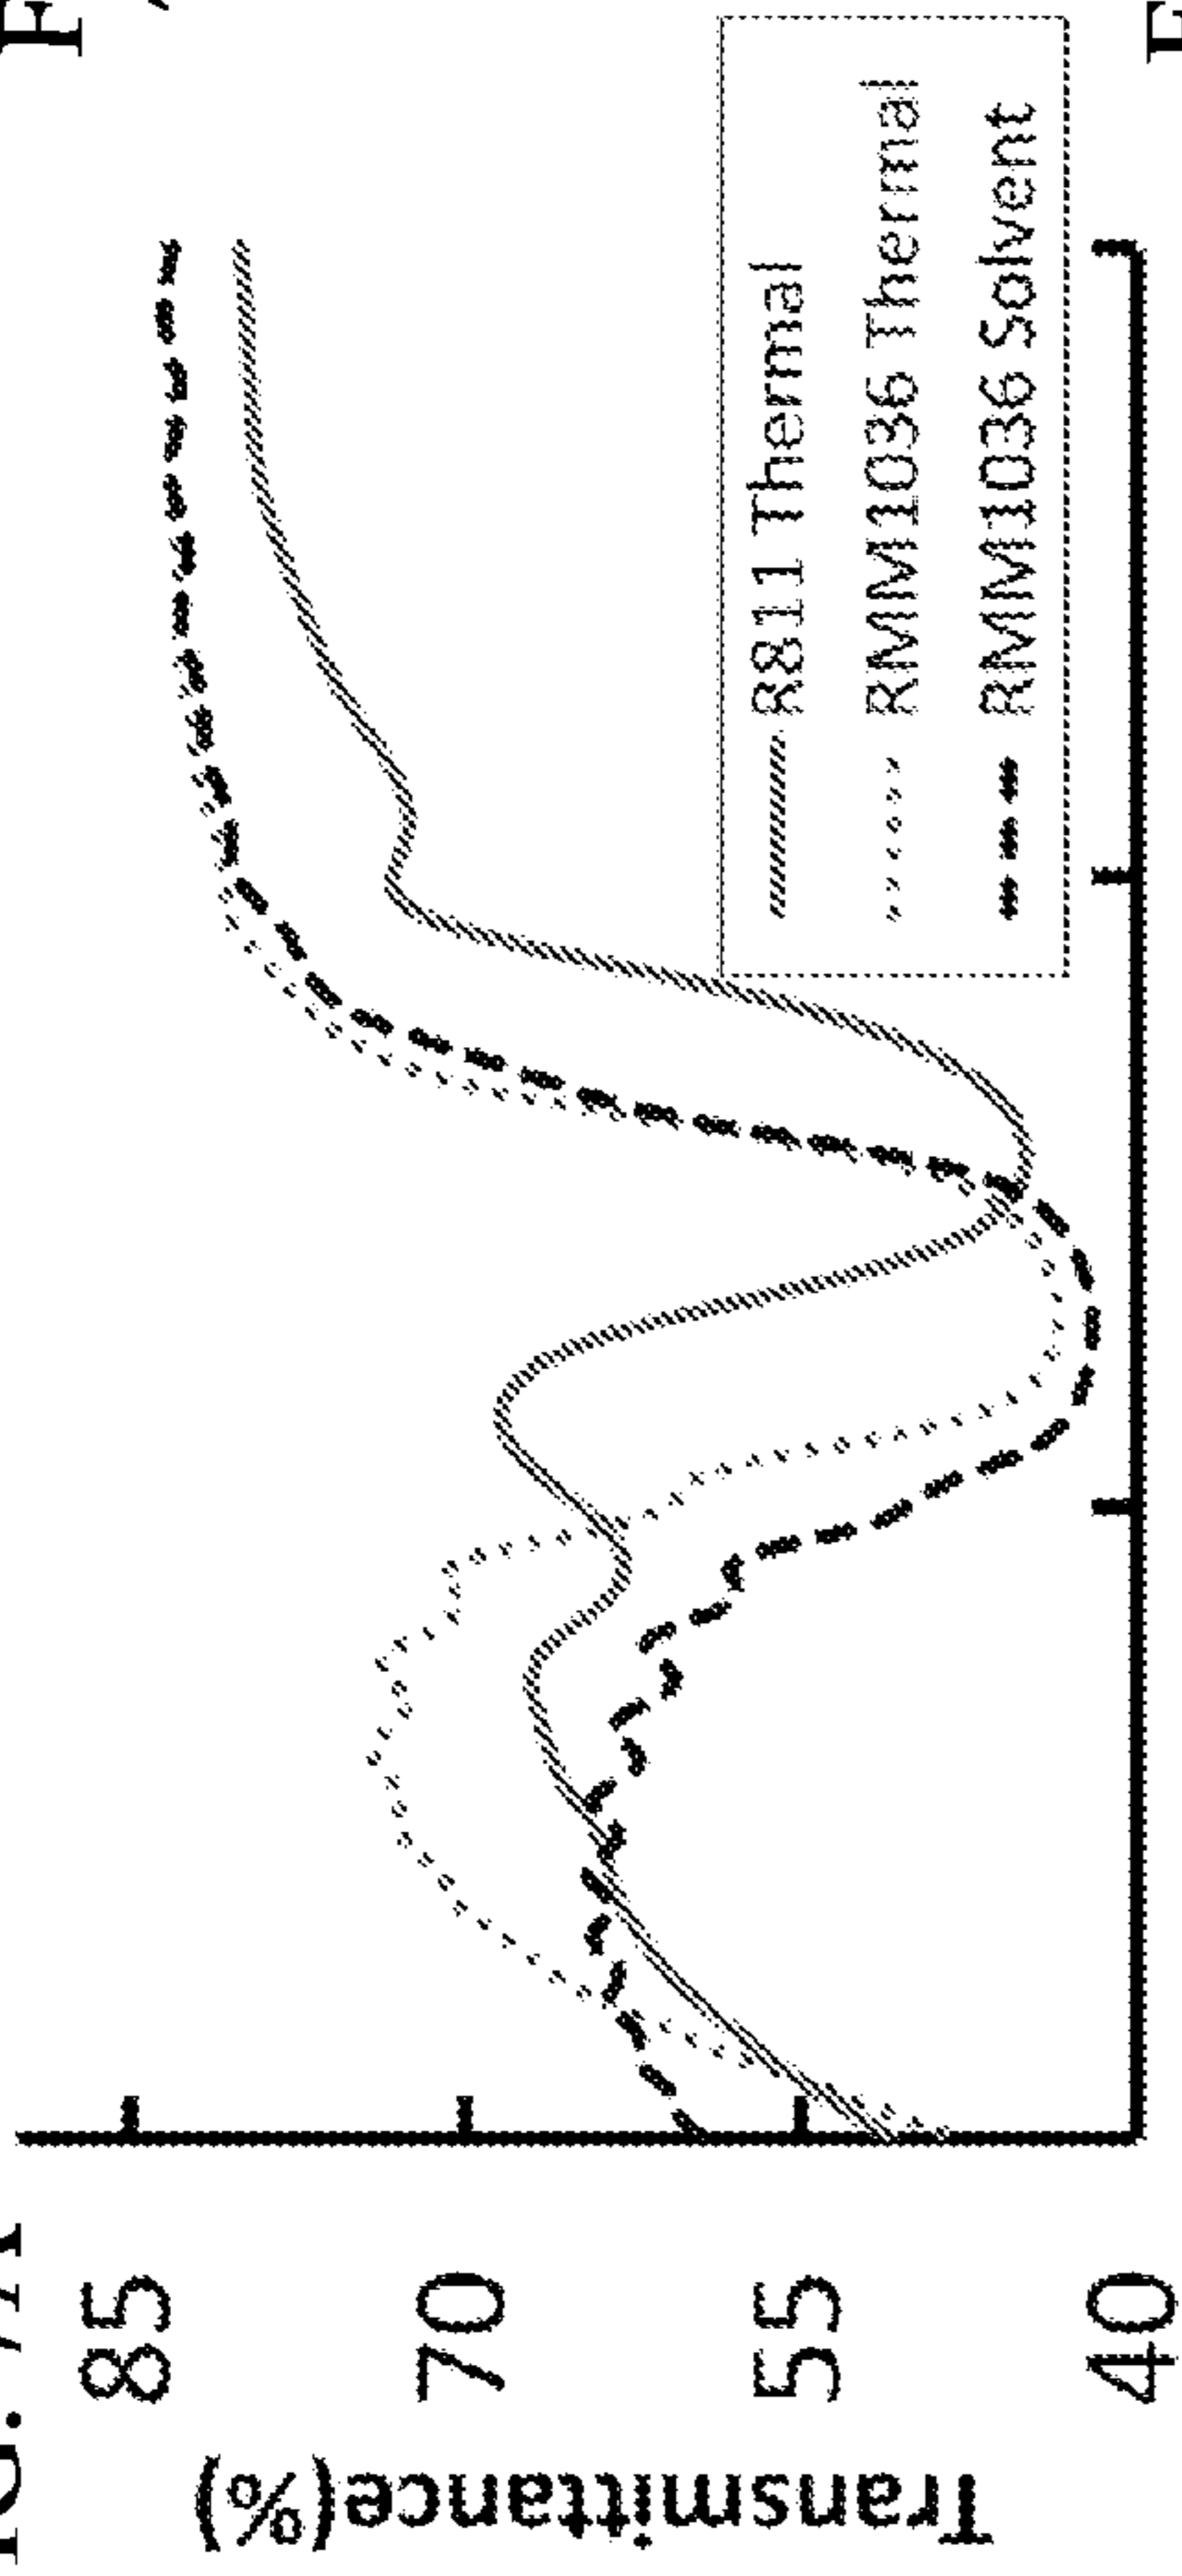 85
70
55
40
Transmittance(%)
R811 Thermal
RMM1036 Thermal
RMM1036 Solvent